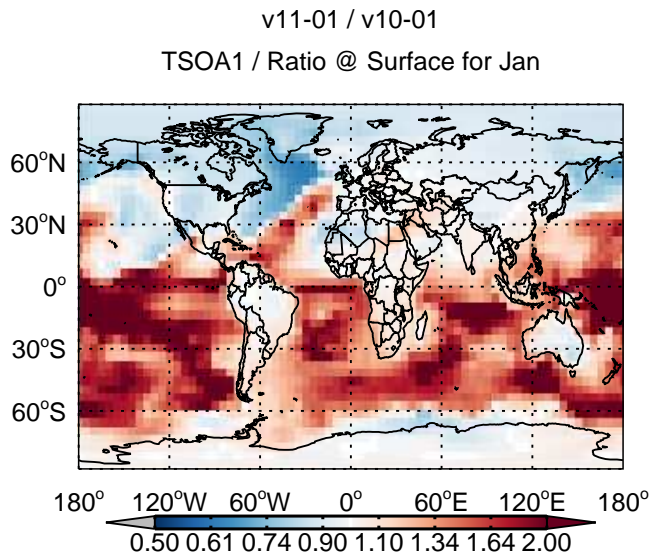 v11-01 / v10-01
TSOA1 / Ratio @ Surface for Jan
60°N
30°N
0°
30°S
60°S
180° 120°W 60°W 0° 60°E 120°E 180°
0.50 0.61 0.74 0.90 1.10 1.34 1.64 2.00